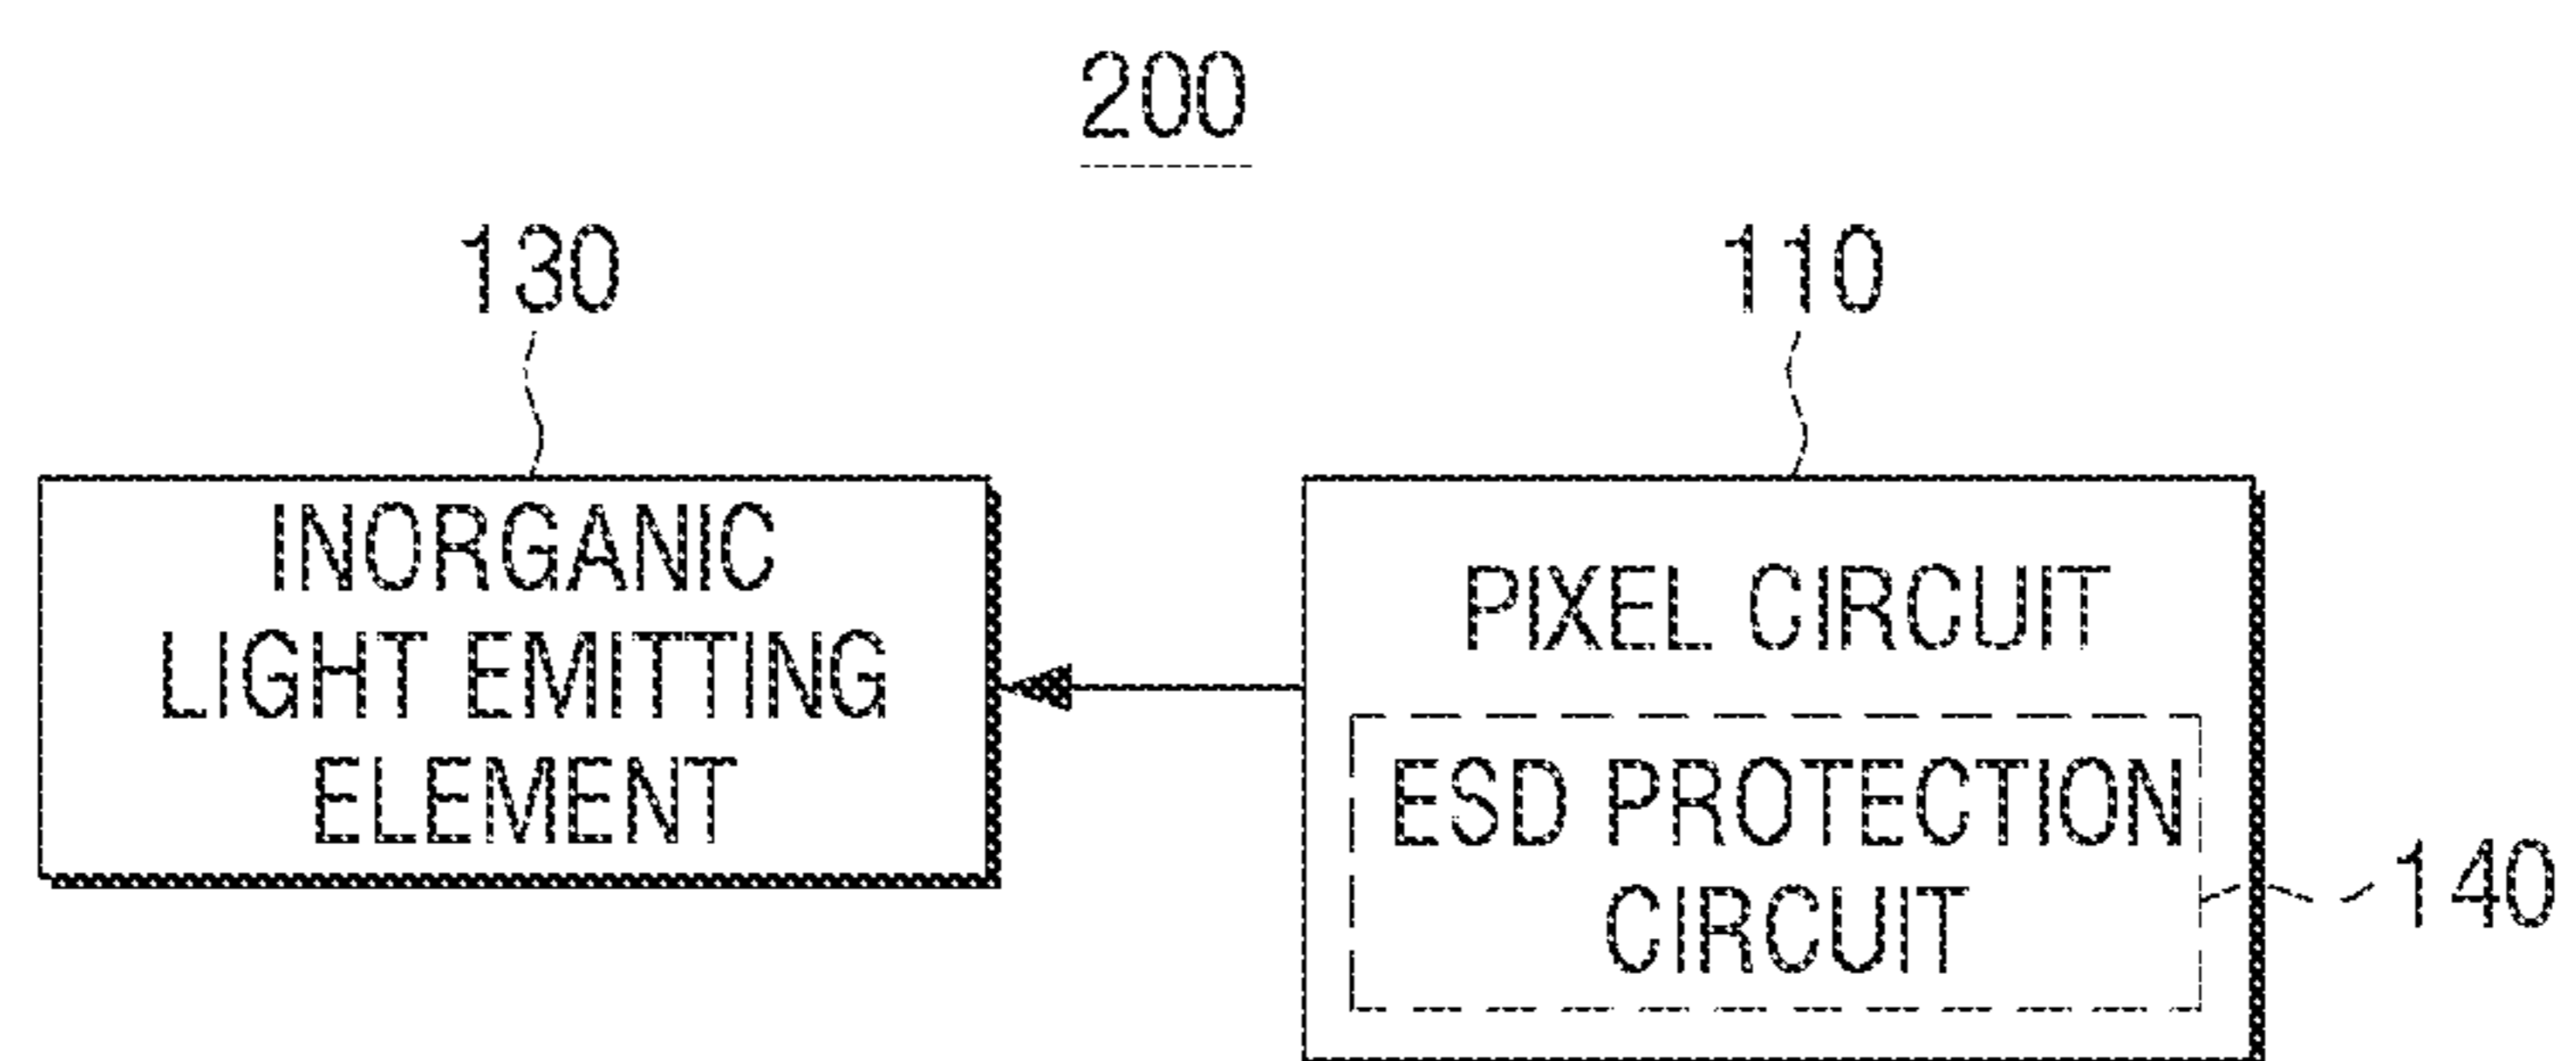 200
130
110
INORGANIC
LIGHT EMITTING
ELEMENT
PIXEL CIRCUIT
ESD PROTECTION
CIRCUIT
140